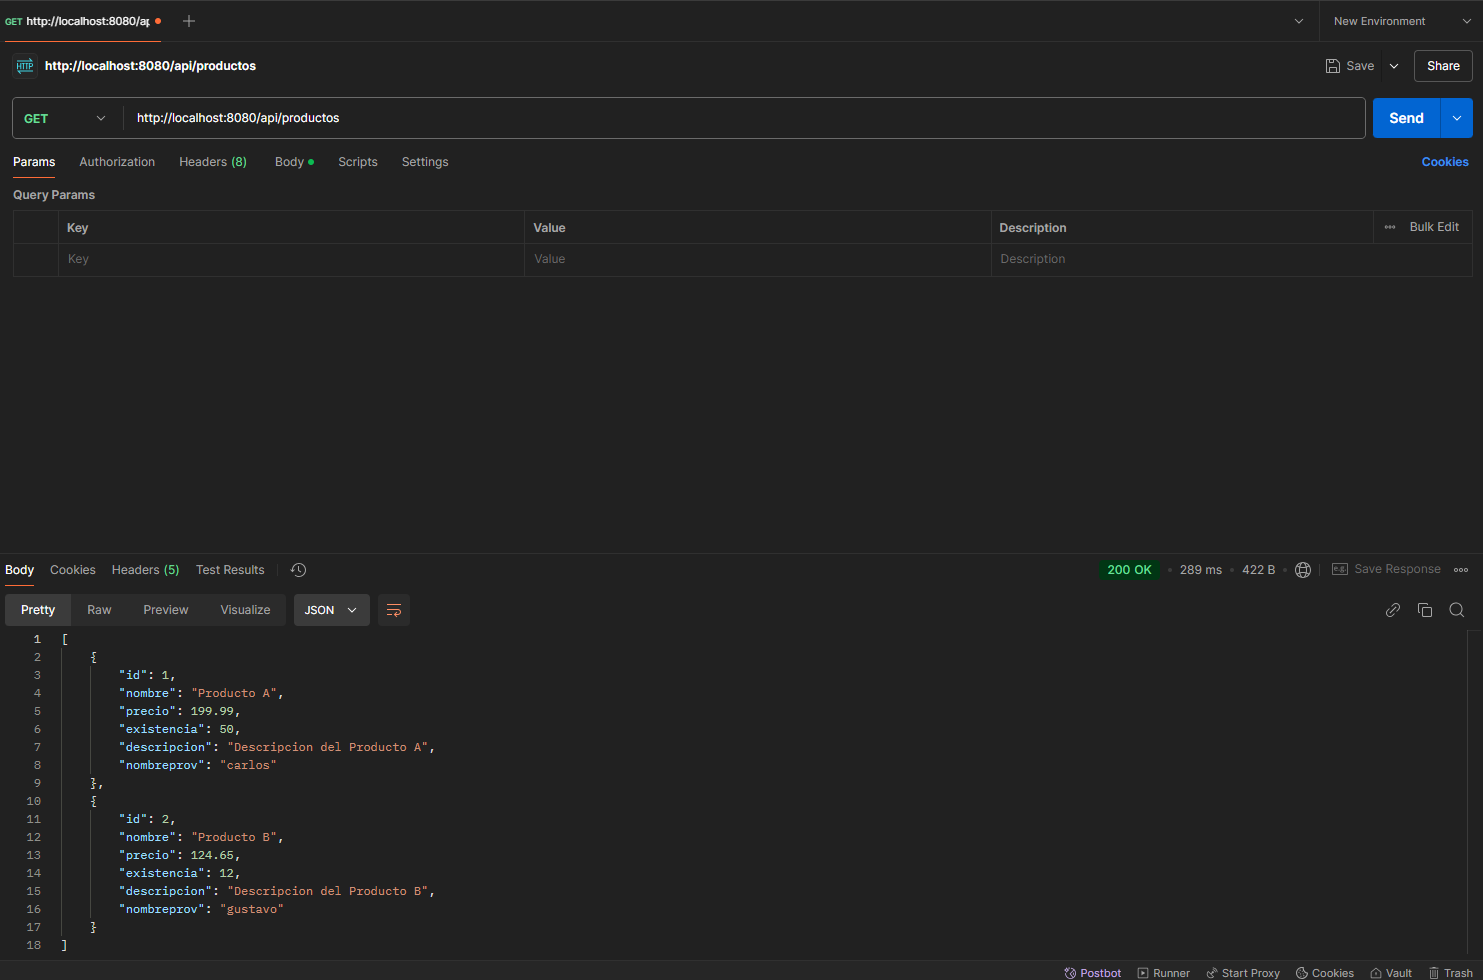 GET http://localhost:8080/ap
New Environment
HTTP http://localhost:8080/api/productos
Save
Share
GET http://localhost:8080/api/productos
Send
Params Authorization Headers (8) Body Scripts Settings
Cookies
Query Params
Key Value Description Bulk Edit
Key Value Description
Body Cookies Headers (5) Test Results
200 OK 289 ms 422 B e.g. Save Response
Pretty Raw Preview Visualize JSON
1 [
2 {
3 "id": 1,
4 "nombre": "Producto A",
5 "precio": 199.99,
6 "existencia": 50,
7 "descripcion": "Descripcion del Producto A",
8 "nombreprov": "carlos"
9 },
10 {
11 "id": 2,
12 "nombre": "Producto B",
13 "precio": 124.65,
14 "existencia": 12,
15 "descripcion": "Descripcion del Producto B",
16 "nombreprov": "gustavo"
17 }
18 ]
Postbot Runner Start Proxy Cookies Vault Trash